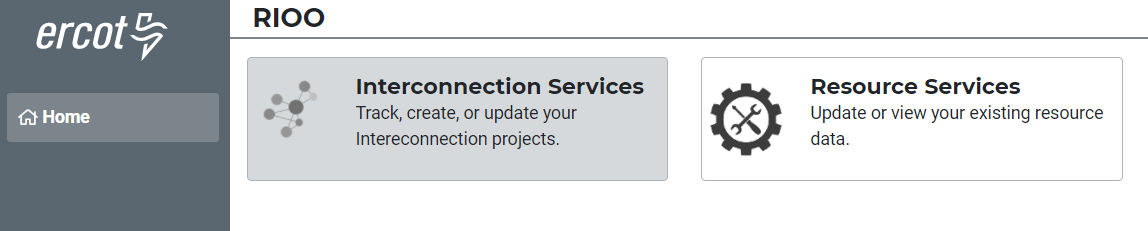 ercot
RIOO
Home
Interconnection Services
Track, create, or update your
Intereconnection projects.
Resource Services
Update or view your existing resource
data.